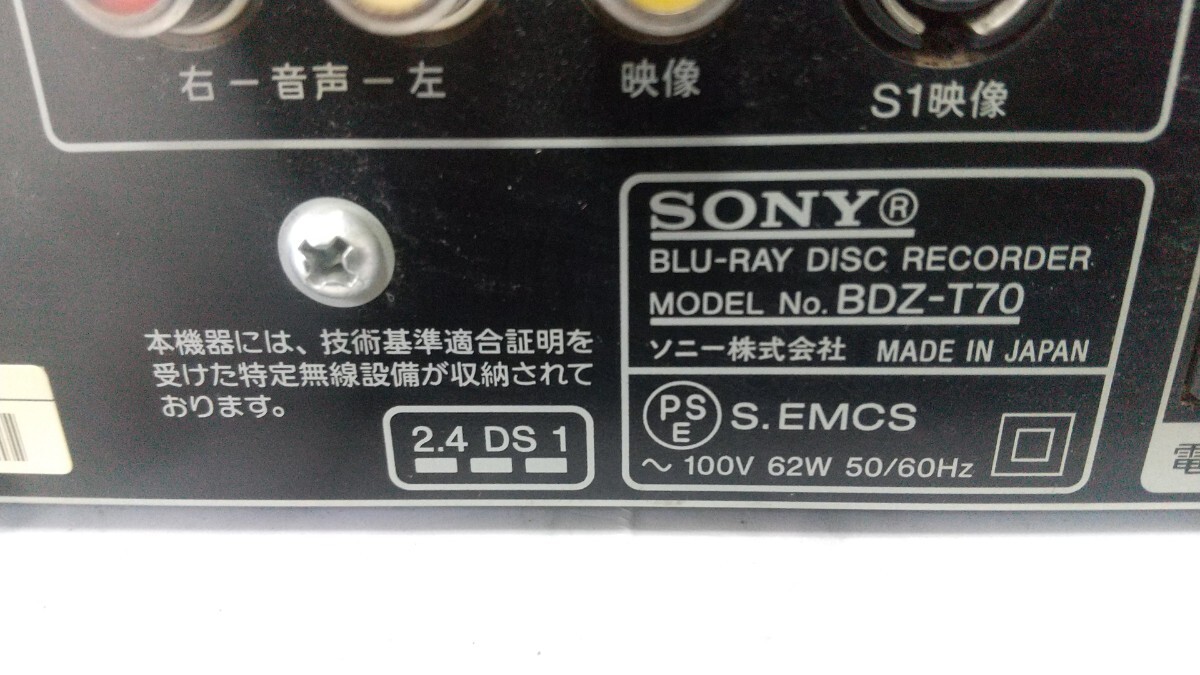 右ー音声ー左
映像
S1映像
SONY®
BLU-RAY DISC RECORDER
MODEL No. BDZ-T70
ソニー株式会社 MADE IN JAPAN
PSE S.EMCS
～ 100V 62W 50/60Hz
本機器には、技術基準適合証明を
受けた特定無線設備が収納されて
おります。
2.4 DS 1
電